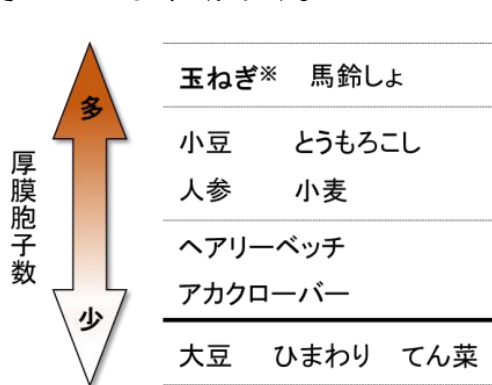 多
厚膜胞子数
少
玉ねぎ※ 馬鈴しょ
小豆 とうもろこし
人参 小麦
ヘアリーベッチ
アカクローバー
大豆 ひまわり てん菜